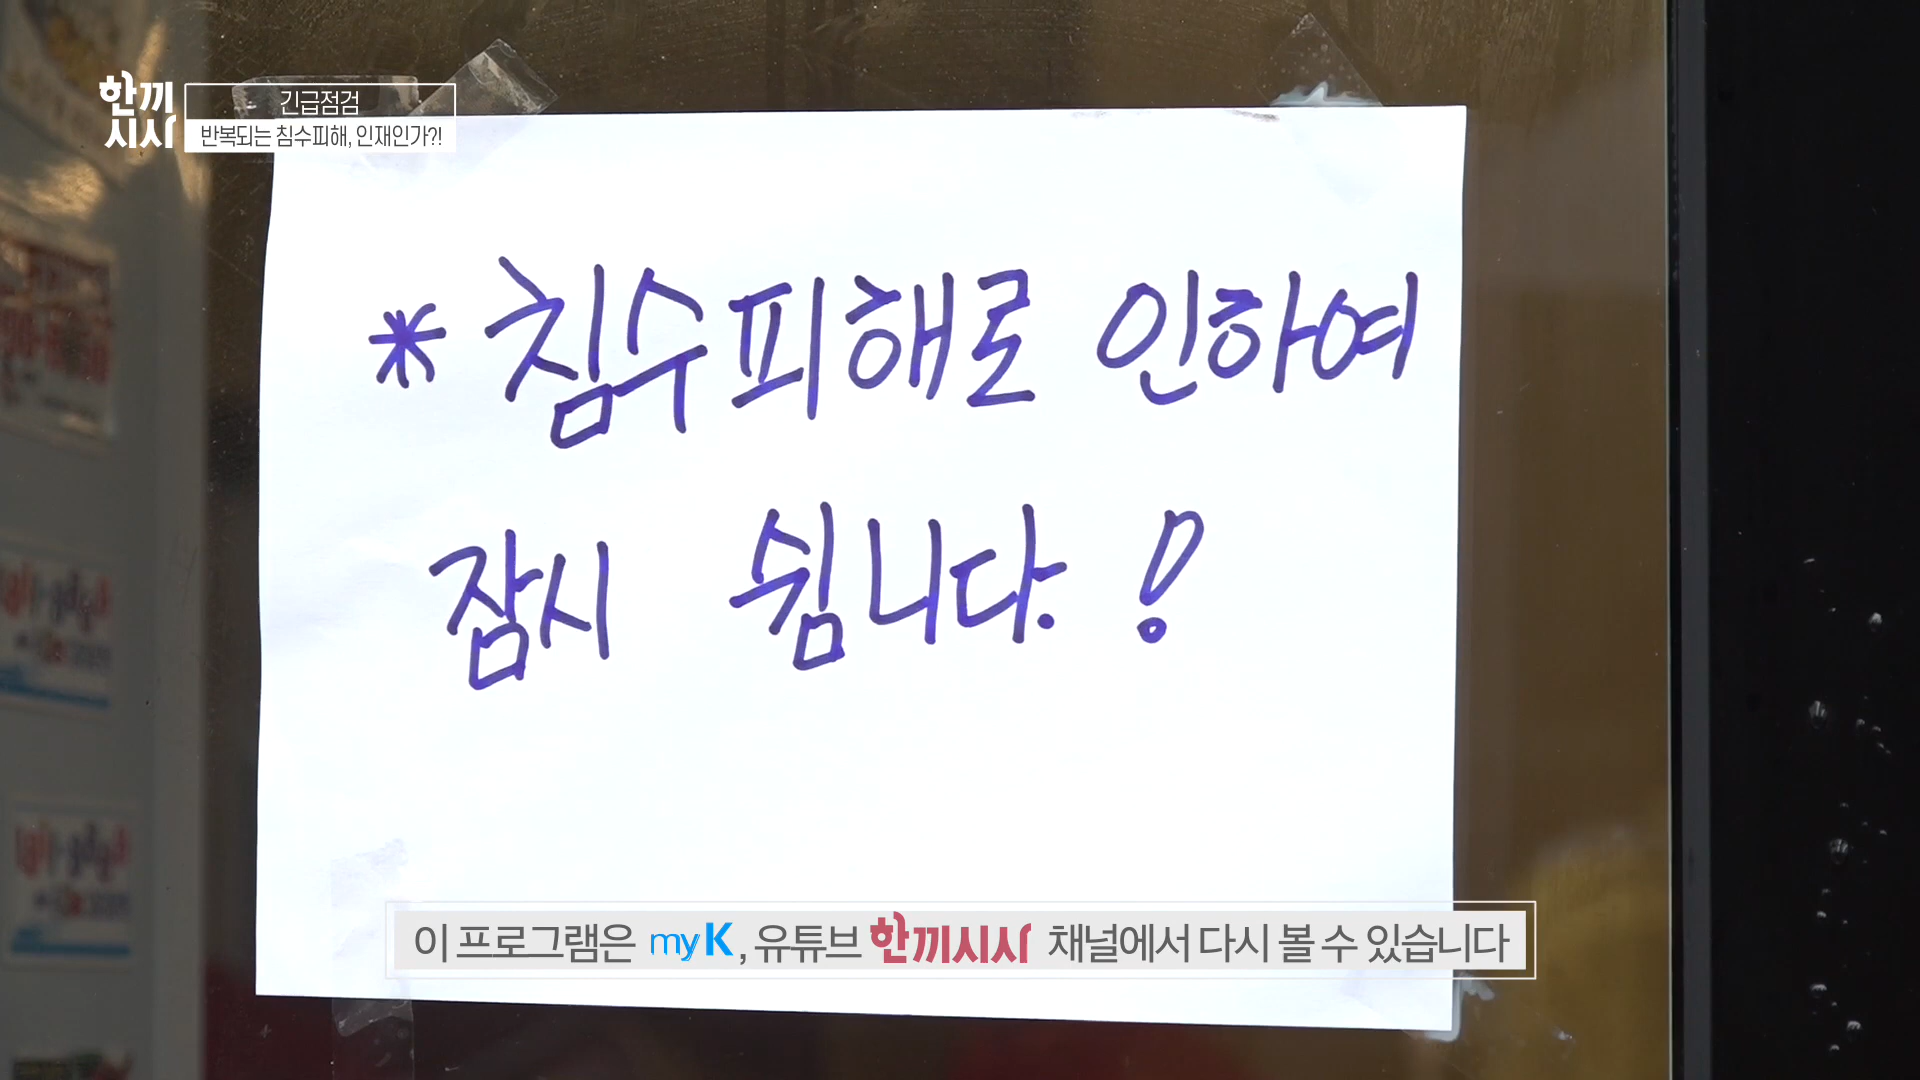 한끼
시사
긴급점검
반복되는 침수피해, 인재인가?!
* 침수피해로 인하여
잠시 쉽니다. !
이 프로그램은 my K, 유튜브 한끼시사 채널에서 다시 볼 수 있습니다